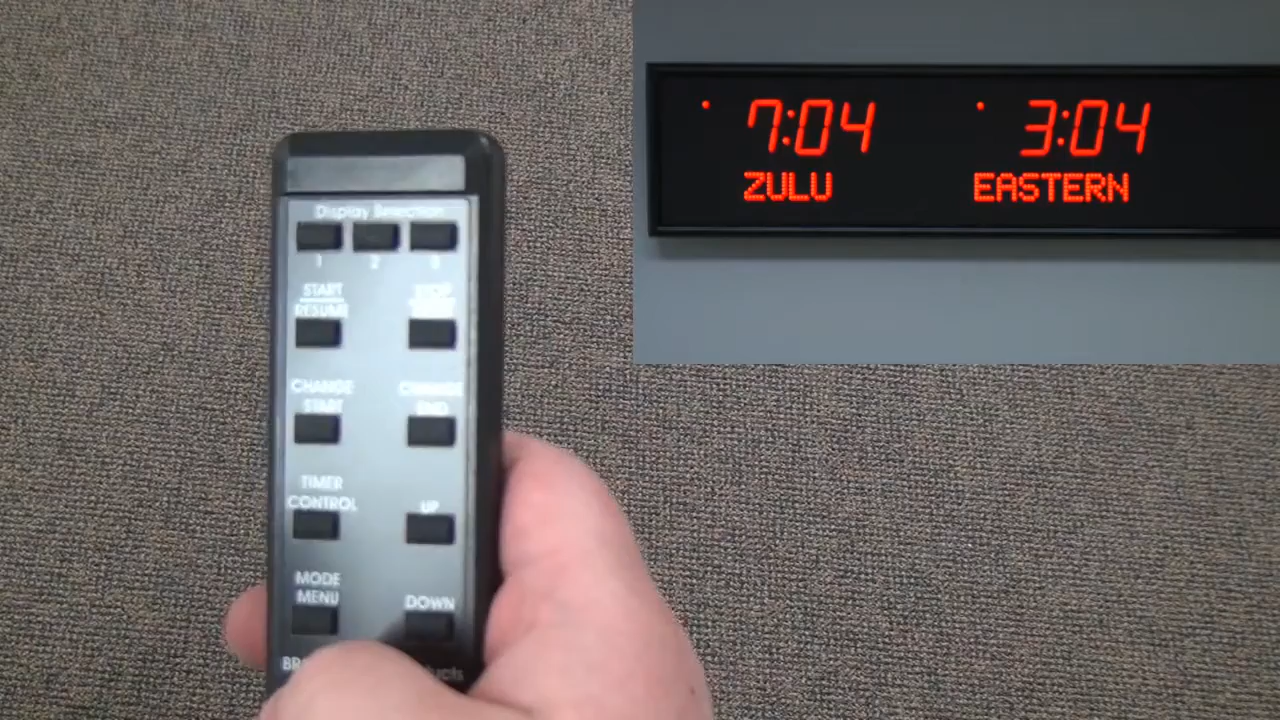 7:04 3:04
ZULU EASTERN
Display Selection
1 2 3
START
RESUME
CHANGE CHANGE
START END
TIMER
CONTROL UP
MODE
MENU DOWN